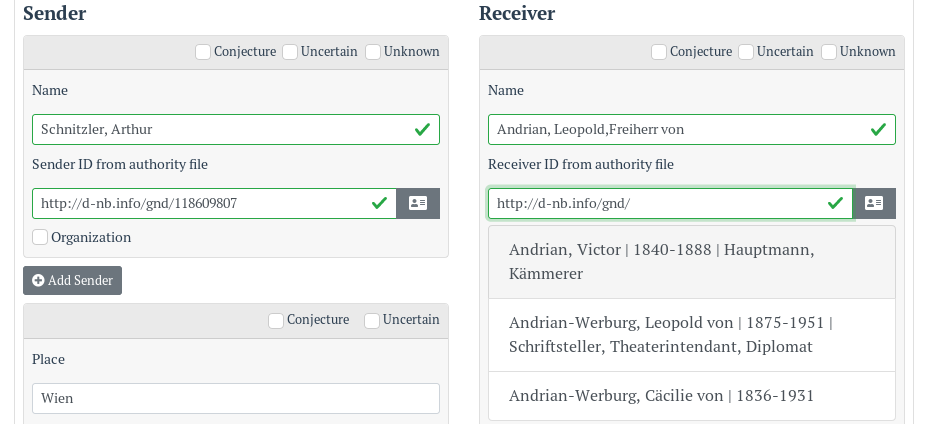 Sender
Conjecture Uncertain Unknown
Name
Schnitzler, Arthur
Sender ID from authority file
http://d-nb.info/gnd/118609807
Organization
Add Sender
Conjecture Uncertain
Place
Wien
Receiver
Conjecture Uncertain Unknown
Name
Andrian, Leopold,Freiherr von
Receiver ID from authority file
http://d-nb.info/gnd/
Andrian, Victor | 1840-1888 | Hauptmann,
Kämmerer
Andrian-Werburg, Leopold von | 1875-1951 |
Schriftsteller, Theaterintendant, Diplomat
Andrian-Werburg, Cäcilie von | 1836-1931